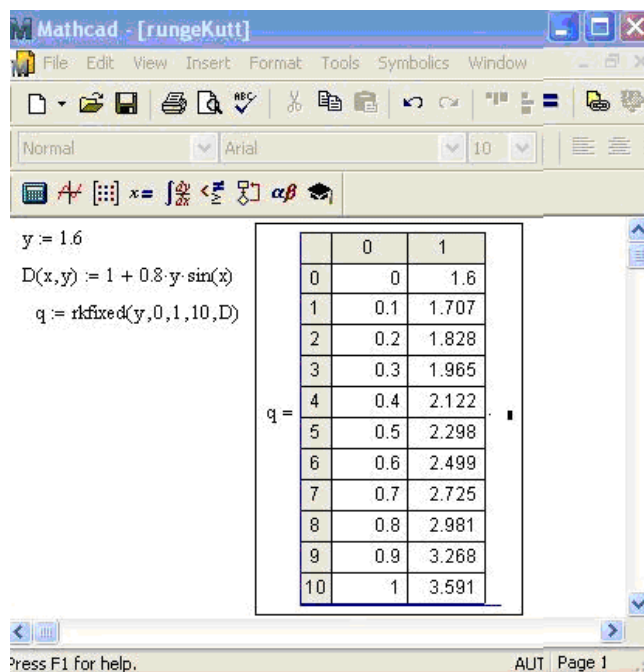 Mathcad - [rungeKutt]
File Edit View Insert Format Tools Symbolics Window
Normal Arial 10
y := 1.6
D(x,y) := 1 + 0.8·y·sin(x)
q := rkfixed(y,0,1,10,D)
q =
0 1
0 0 1.6
1 0.1 1.707
2 0.2 1.828
3 0.3 1.965
4 0.4 2.122
5 0.5 2.298
6 0.6 2.499
7 0.7 2.725
8 0.8 2.981
9 0.9 3.268
10 1 3.591
Press F1 for help. AUT Page 1